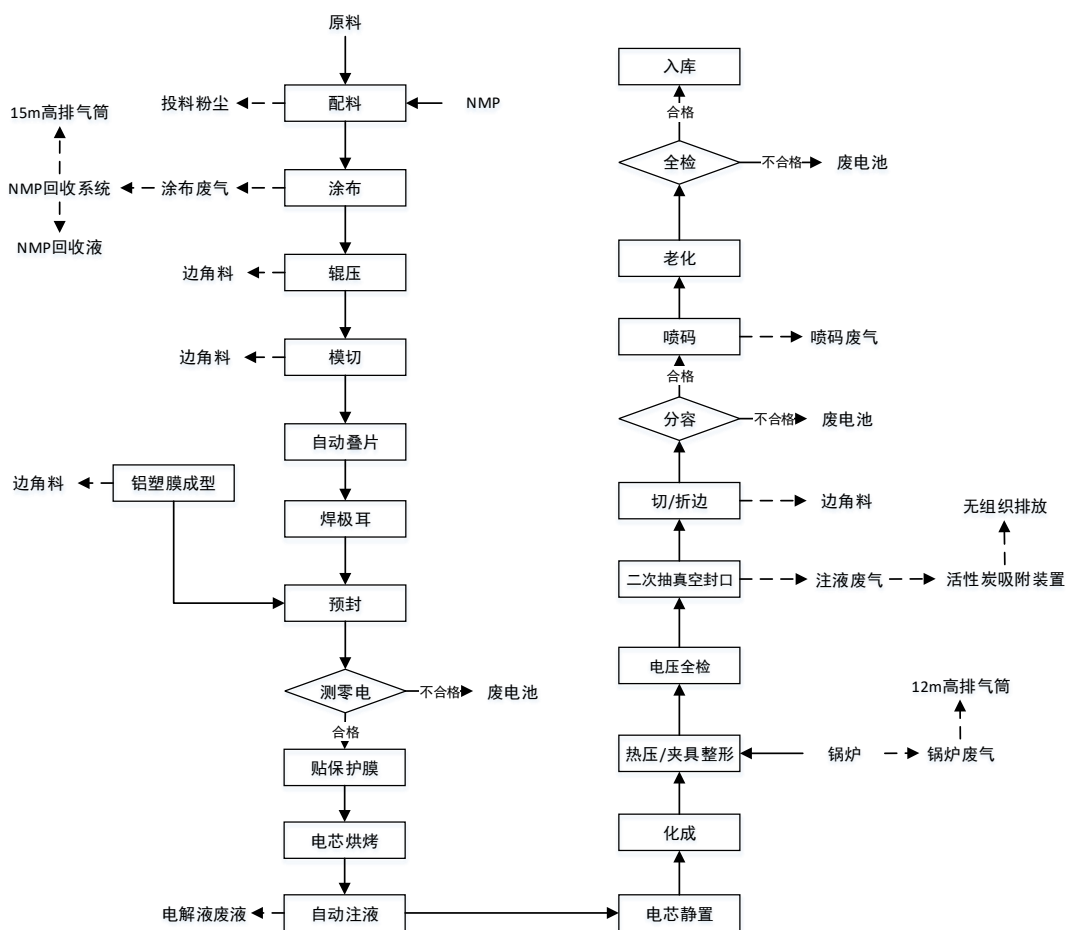 原料
投料粉尘
配料
NMP
15m高排气筒
NMP回收系统
涂布废气
涂布
NMP回收液
边角料
辊压
边角料
模切
自动叠片
边角料
铝塑膜成型
焊极耳
预封
测零电
不合格
废电池
合格
贴保护膜
电芯烘烤
电解液废液
自动注液
入库
合格
全检
不合格
废电池
老化
喷码
喷码废气
合格
分容
不合格
废电池
切/折边
边角料
无组织排放
二次抽真空封口
注液废气
活性炭吸附装置
电压全检
12m高排气筒
热压/夹具整形
锅炉
锅炉废气
化成
电芯静置